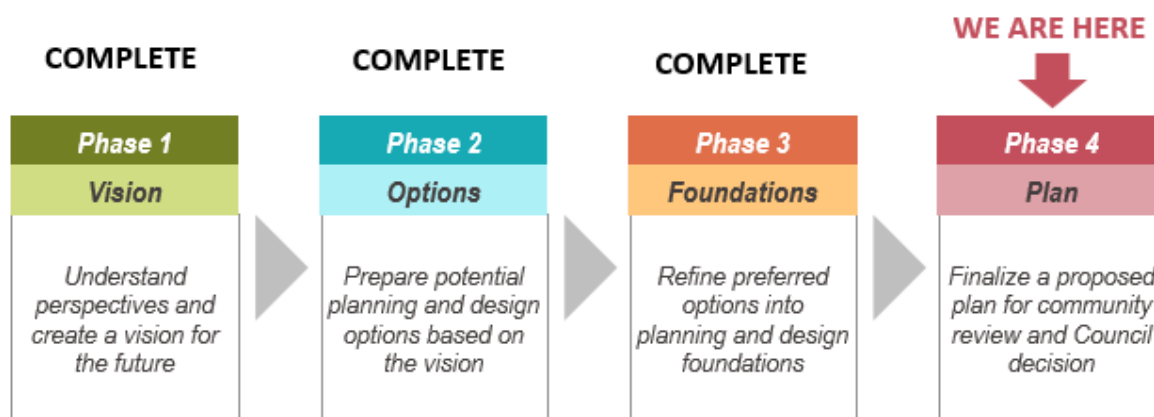 COMPLETE
COMPLETE
COMPLETE
WE ARE HERE
Phase 1
Vision
Understand
perspectives and
create a vision for
the future
Phase 2
Options
Prepare potential
planning and design
options based on
the vision
Phase 3
Foundations
Refine preferred
options into
planning and design
foundations
Phase 4
Plan
Finalize a proposed
plan for community
review and Council
decision